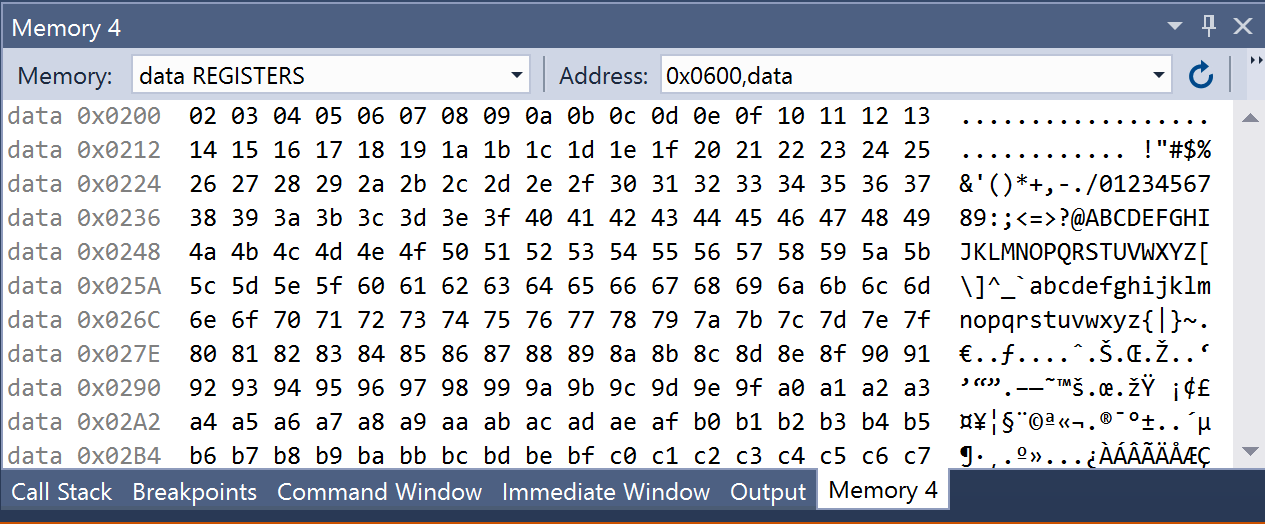 Memory 4
Memory: data REGISTERS Address: 0x0600,data
data 0x0200 02 03 04 05 06 07 08 09 0a 0b 0c 0d 0e 0f 10 11 12 13 ..................
data 0x0212 14 15 16 17 18 19 1a 1b 1c 1d 1e 1f 20 21 22 23 24 25 ............ !"#$%
data 0x0224 26 27 28 29 2a 2b 2c 2d 2e 2f 30 31 32 33 34 35 36 37 &'()*+,-./01234567
data 0x0236 38 39 3a 3b 3c 3d 3e 3f 40 41 42 43 44 45 46 47 48 49 89:;<=>?@ABCDEFGHI
data 0x0248 4a 4b 4c 4d 4e 4f 50 51 52 53 54 55 56 57 58 59 5a 5b JKLMNOPQRSTUVWXYZ[
data 0x025A 5c 5d 5e 5f 60 61 62 63 64 65 66 67 68 69 6a 6b 6c 6d \]^_`abcdefghijklm
data 0x026C 6e 6f 70 71 72 73 74 75 76 77 78 79 7a 7b 7c 7d 7e 7f nopqrstuvwxyz{|}~.
data 0x027E 80 81 82 83 84 85 86 87 88 89 8a 8b 8c 8d 8e 8f 90 91 €..ƒ....ˆ.Š.Œ.Ž..‘
data 0x0290 92 93 94 95 96 97 98 99 9a 9b 9c 9d 9e 9f a0 a1 a2 a3 ’“”.–—˜™š.œ.žŸ ¡¢£
data 0x02A2 a4 a5 a6 a7 a8 a9 aa ab ac ad ae af b0 b1 b2 b3 b4 b5 ¤¥¦§¨©ª«¬.®¯°±..´µ
data 0x02B4 b6 b7 b8 b9 ba bb bc bd be bf c0 c1 c2 c3 c4 c5 c6 c7 ¶·¸.º»...¿ÀÁÂÃÄÅÆÇ
Call Stack Breakpoints Command Window Immediate Window Output Memory 4